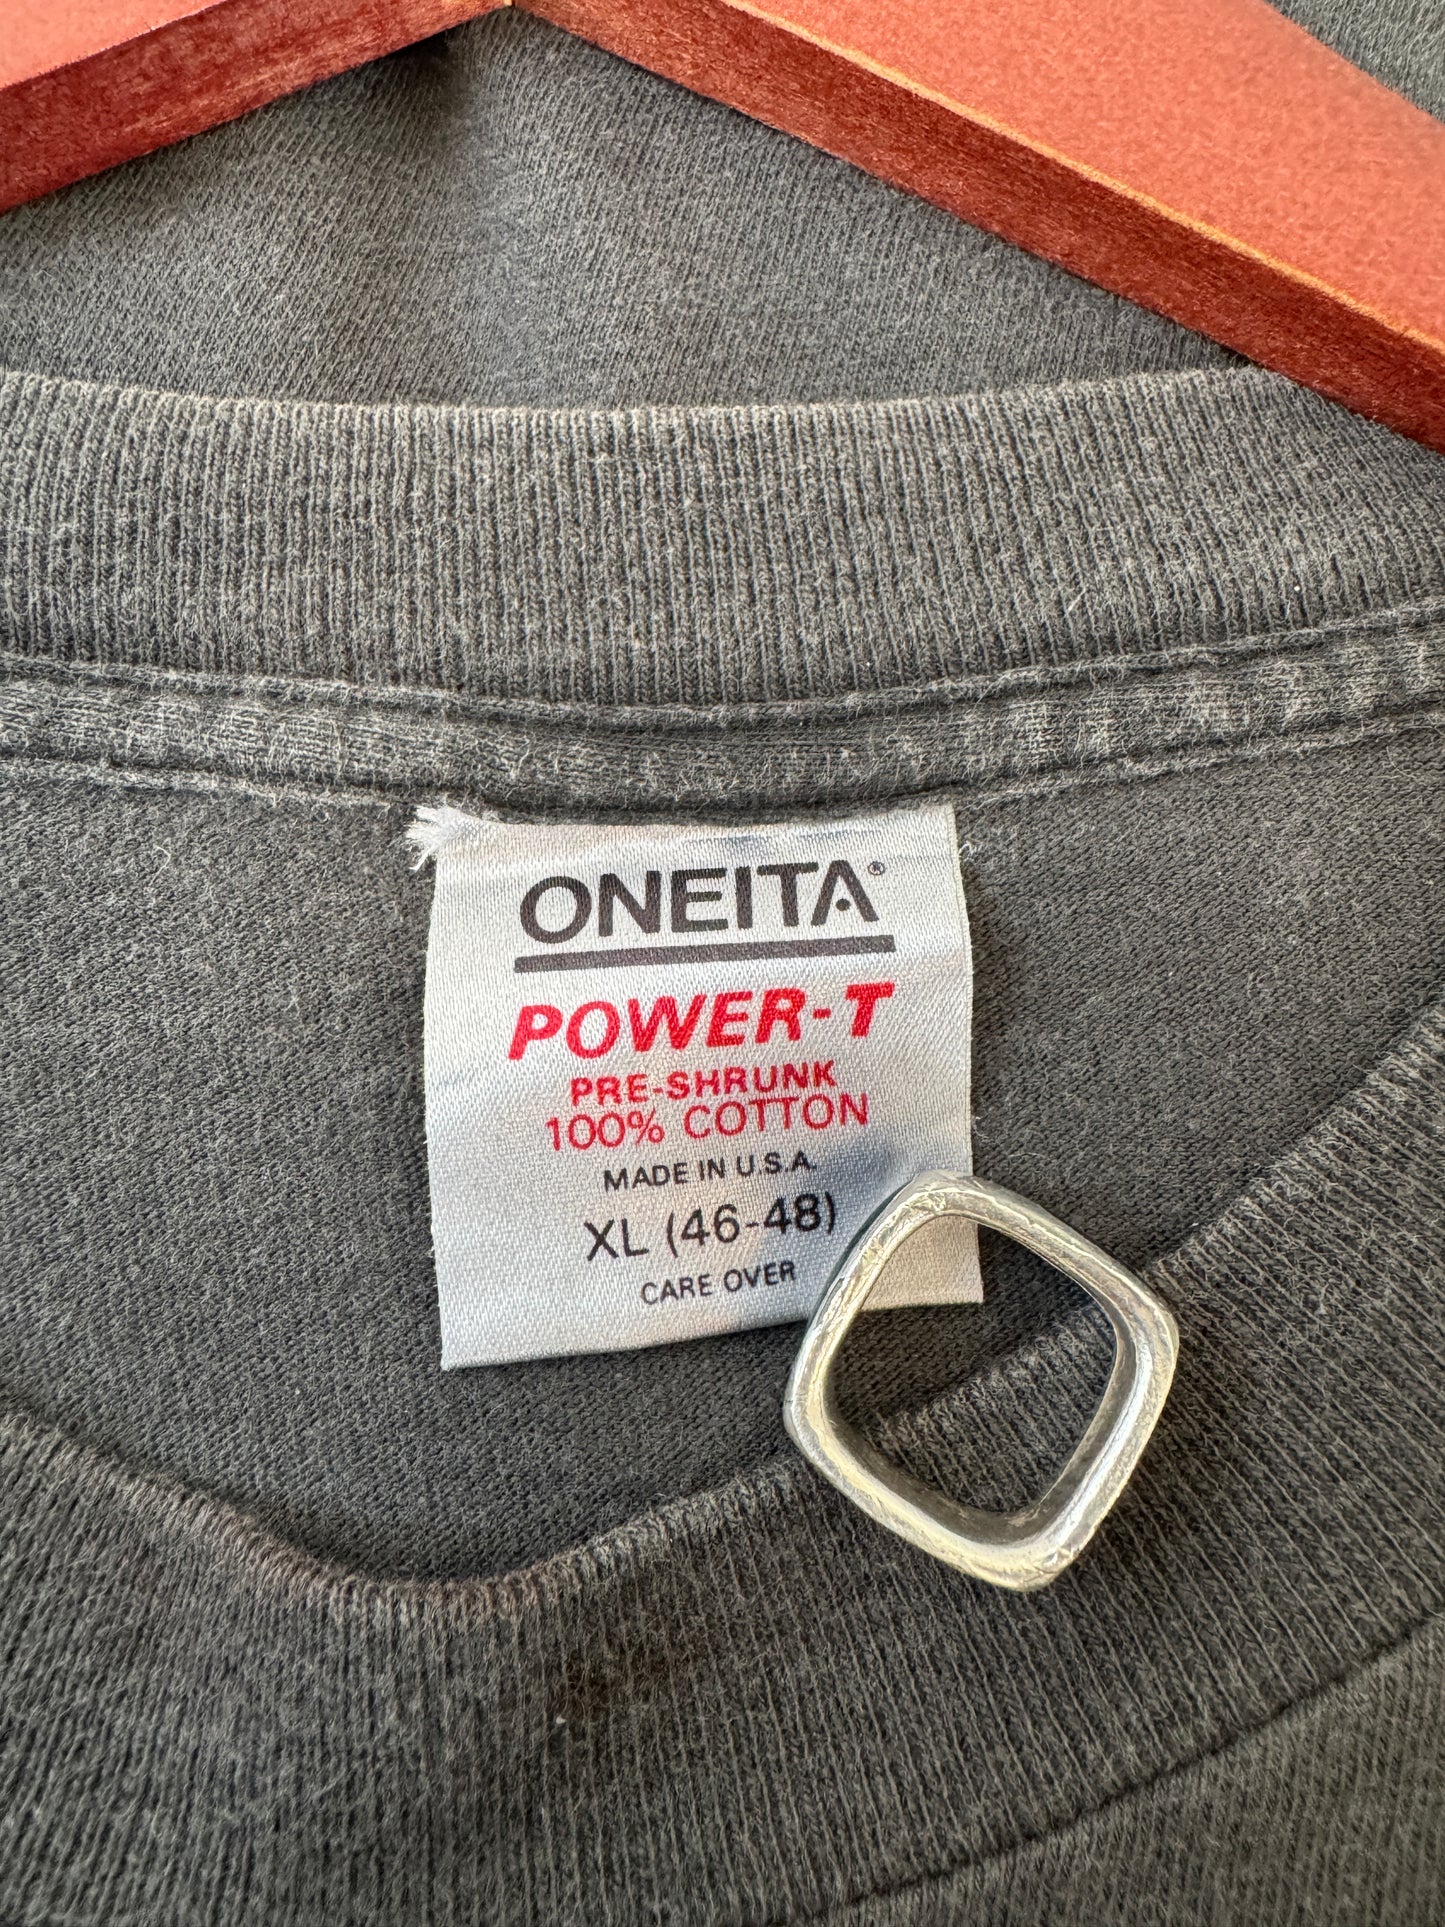 ONEITA®
POWER-T
PRE-SHRUNK
100% COTTON
MADE IN U.S.A.
XL (46-48)
CARE OVER